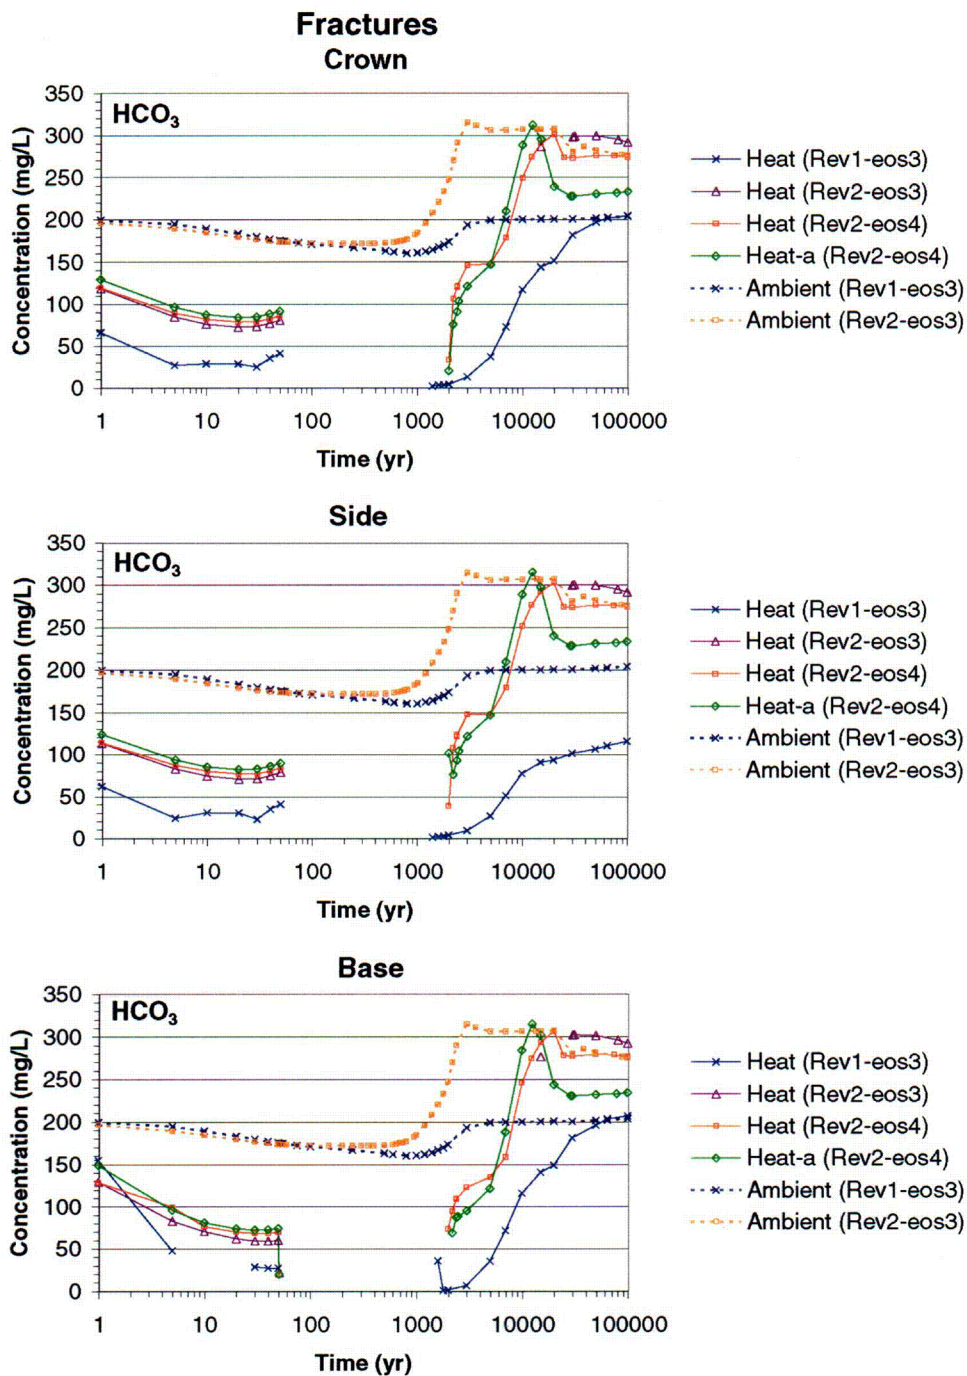 Fractures
Crown
HCO3
Concentration (mg/L)
350
300
250
200
150
100
50
0
1 10 100 1000 10000 100000
Time (yr)
Heat (Rev1-eos3)
Heat (Rev2-eos3)
Heat (Rev2-eos4)
Heat-a (Rev2-eos4)
Ambient (Rev1-eos3)
Ambient (Rev2-eos3)
Side
HCO3
Concentration (mg/L)
350
300
250
200
150
100
50
0
1 10 100 1000 10000 100000
Time (yr)
Heat (Rev1-eos3)
Heat (Rev2-eos3)
Heat (Rev2-eos4)
Heat-a (Rev2-eos4)
Ambient (Rev1-eos3)
Ambient (Rev2-eos3)
Base
HCO3
Concentration (mg/L)
350
300
250
200
150
100
50
0
1 10 100 1000 10000 100000
Time (yr)
Heat (Rev1-eos3)
Heat (Rev2-eos3)
Heat (Rev2-eos4)
Heat-a (Rev2-eos4)
Ambient (Rev1-eos3)
Ambient (Rev2-eos3)